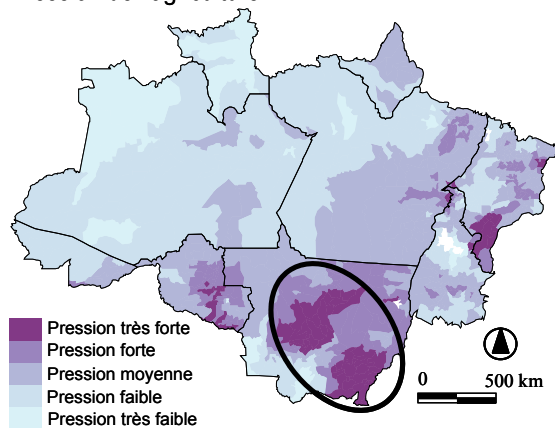 Pression très forte
Pression forte
Pression moyenne
Pression faible
Pression très faible
0 500 km